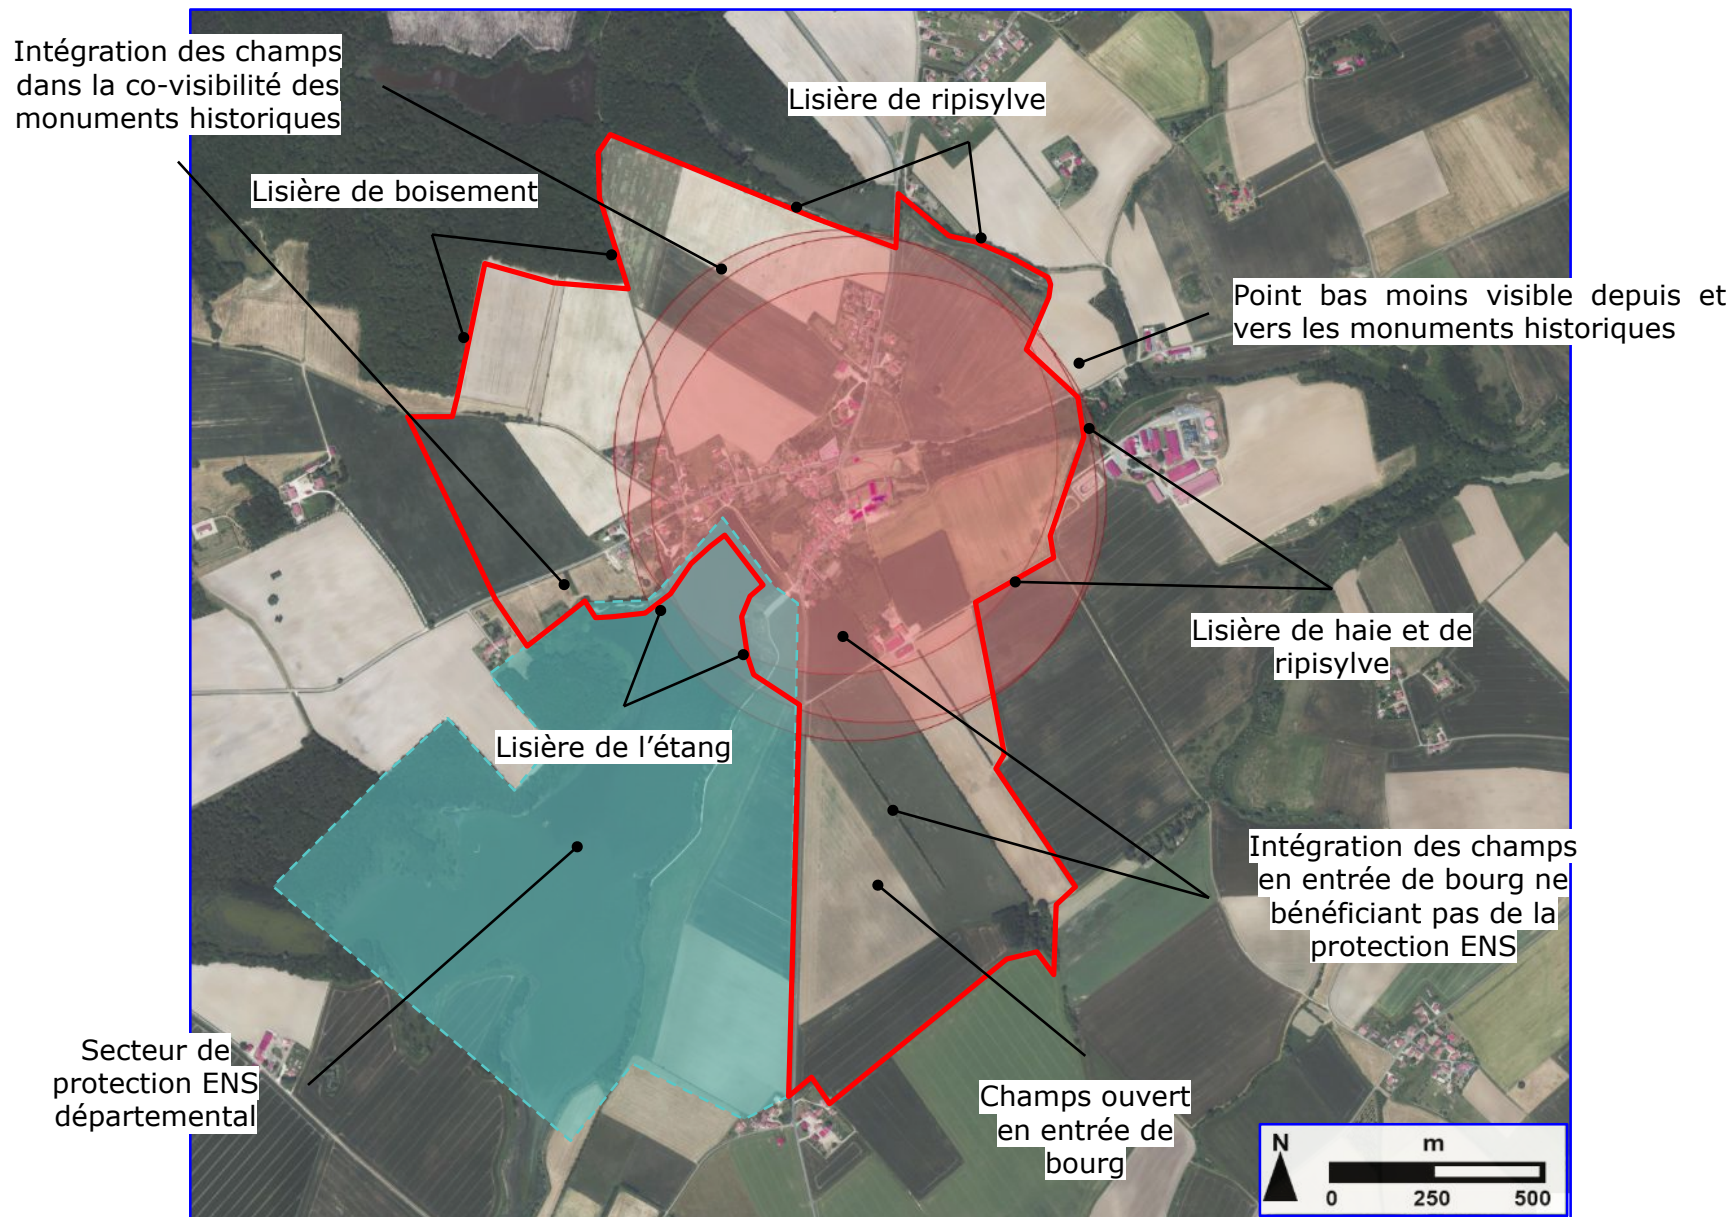 Intégration des champs
dans la co-visibilité des
monuments historiques
Lisière de ripisylve
Lisière de boisement
Point bas moins visible depuis et
vers les monuments historiques
Lisière de haie et de
ripisylve
Lisière de l'étang
Intégration des champs
en entrée de bourg ne
bénéficiant pas de la
protection ENS
Secteur de
protection ENS
départemental
Champs ouvert
en entrée de
bourg
N m
0 250 500